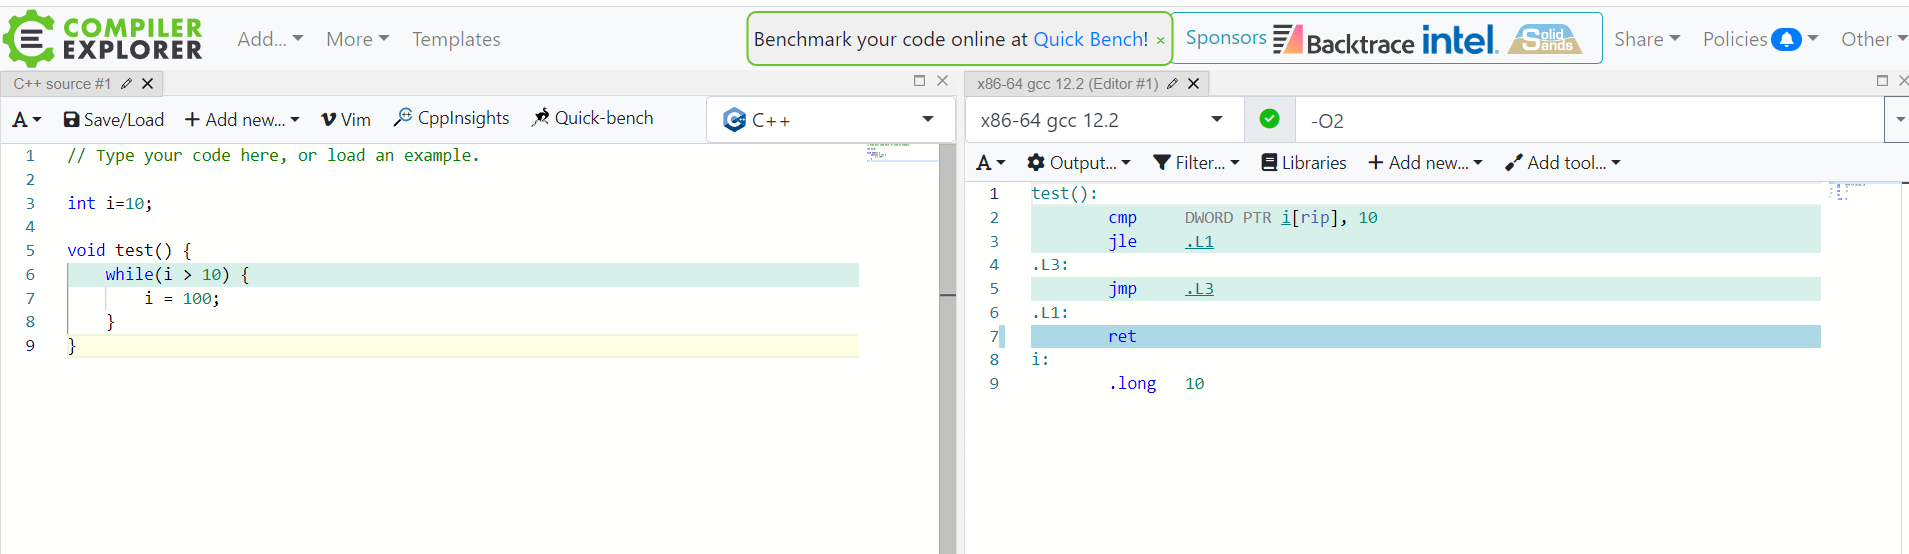 COMPILER EXPLORER Add... More Templates Benchmark your code online at Quick Bench! × Sponsors Backtrace intel. Solid Sands Share Policies Other
C++ source #1
A Save/Load + Add new... Vim CppInsights Quick-bench C++
1 // Type your code here, or load an example.
2
3 int i=10;
4
5 void test() {
6 while(i > 10) {
7 i = 100;
8 }
9 }
x86-64 gcc 12.2 (Editor #1)
x86-64 gcc 12.2 -O2
A Output... Filter... Libraries + Add new... Add tool...
1 test():
2 cmp DWORD PTR i[rip], 10
3 jle .L1
4 .L3:
5 jmp .L3
6 .L1:
7 ret
8 i:
9 .long 10